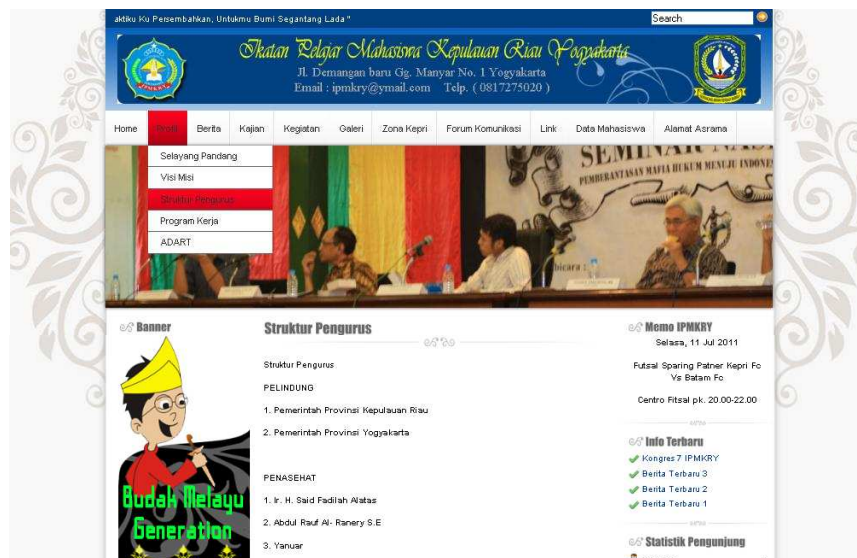 aktiku Ku Persembahkan, Untukmu Bumi Segantang Lada "
Search
Ikatan Pelajar Mahasiswa Kepulauan Riau Yogyakarta
Jl. Demangan baru Gg. Manyar No. 1 Yogyakarta
Email : ipmkry@ymail.com Telp. ( 0817275020 )
IPMKRY
Home Profil Berita Kajian Kegiatan Galeri Zona Kepri Forum Komunikasi Link Data Mahasiswa Alamat Asrama
Selayang Pandang
Visi Misi
Struktur Pengurus
Program Kerja
ADART
SEMINAR NAS
PEMBERANTASAN MAFIA HUKUM MENUJU INDONES
bicara :
Banner
Budak Melayu
Generation
Struktur Pengurus
Struktur Pengurus
PELINDUNG
1. Pemerintah Provinsi Kepulauan Riau
2. Pemerintah Provinsi Yogyakarta
PENASEHAT
1. Ir. H. Said Fadilah Alatas
2. Abdul Rauf Al- Ranery S.E
3. Yanuar
Memo IPMKRY
Selasa, 11 Jul 2011
Futsal Sparing Patner Kepri Fc
Vs Batam Fc
Centro Fitsal pk. 20.00-22.00
Info Terbaru
Kongres 7 IPMKRY
Berita Terbaru 3
Berita Terbaru 2
Berita Terbaru 1
Statistik Pengunjung